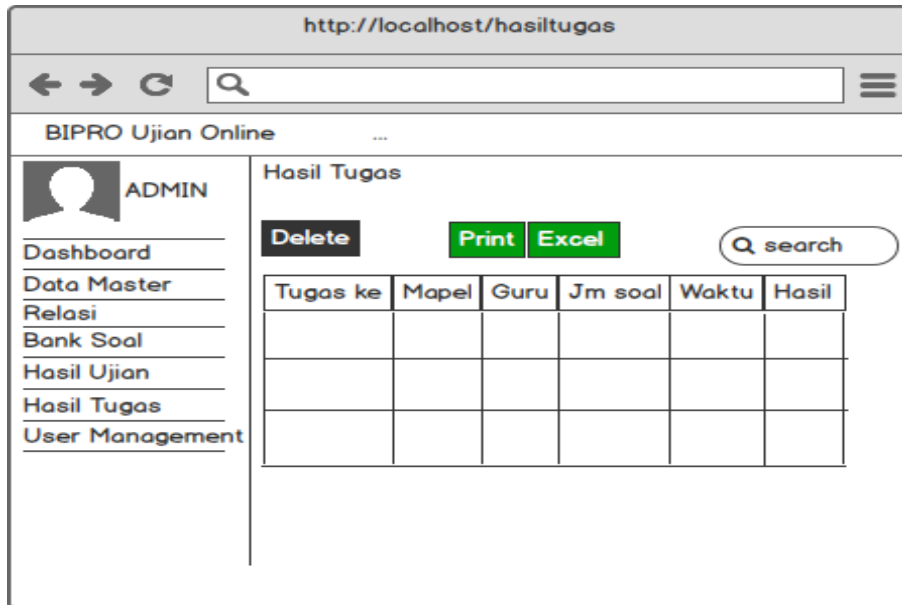 http://localhost/hasiltugas
BIPRO Ujian Online ...
ADMIN
Dashboard
Data Master
Relasi
Bank Soal
Hasil Ujian
Hasil Tugas
User Management
Hasil Tugas
Delete Print Excel search
Tugas ke Mapel Guru Jm soal Waktu Hasil